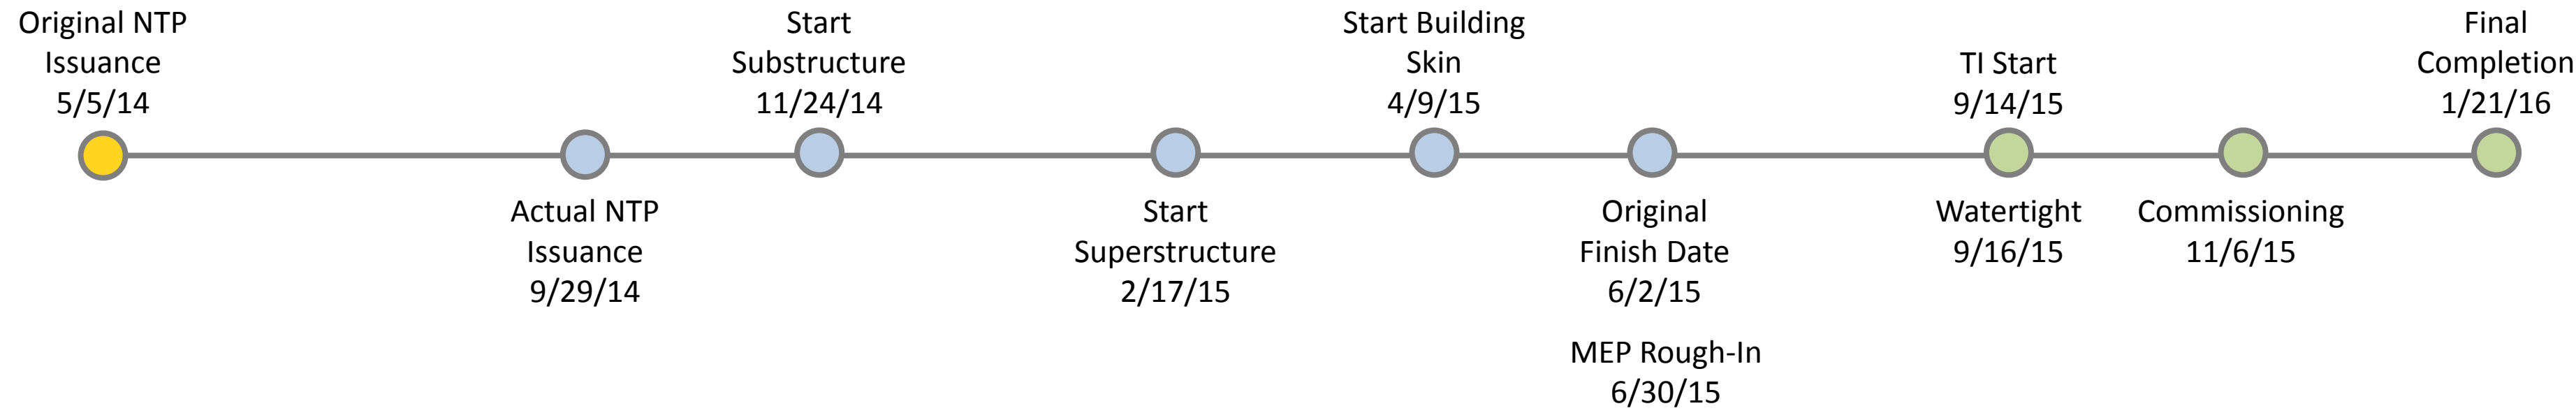 Original NTP
Issuance
5/5/14
Actual NTP
Issuance
9/29/14
Start
Substructure
11/24/14
Start
Superstructure
2/17/15
Start Building
Skin
4/9/15
Original
Finish Date
6/2/15
MEP Rough-In
6/30/15
TI Start
9/14/15
Watertight
9/16/15
Commissioning
11/6/15
Final
Completion
1/21/16